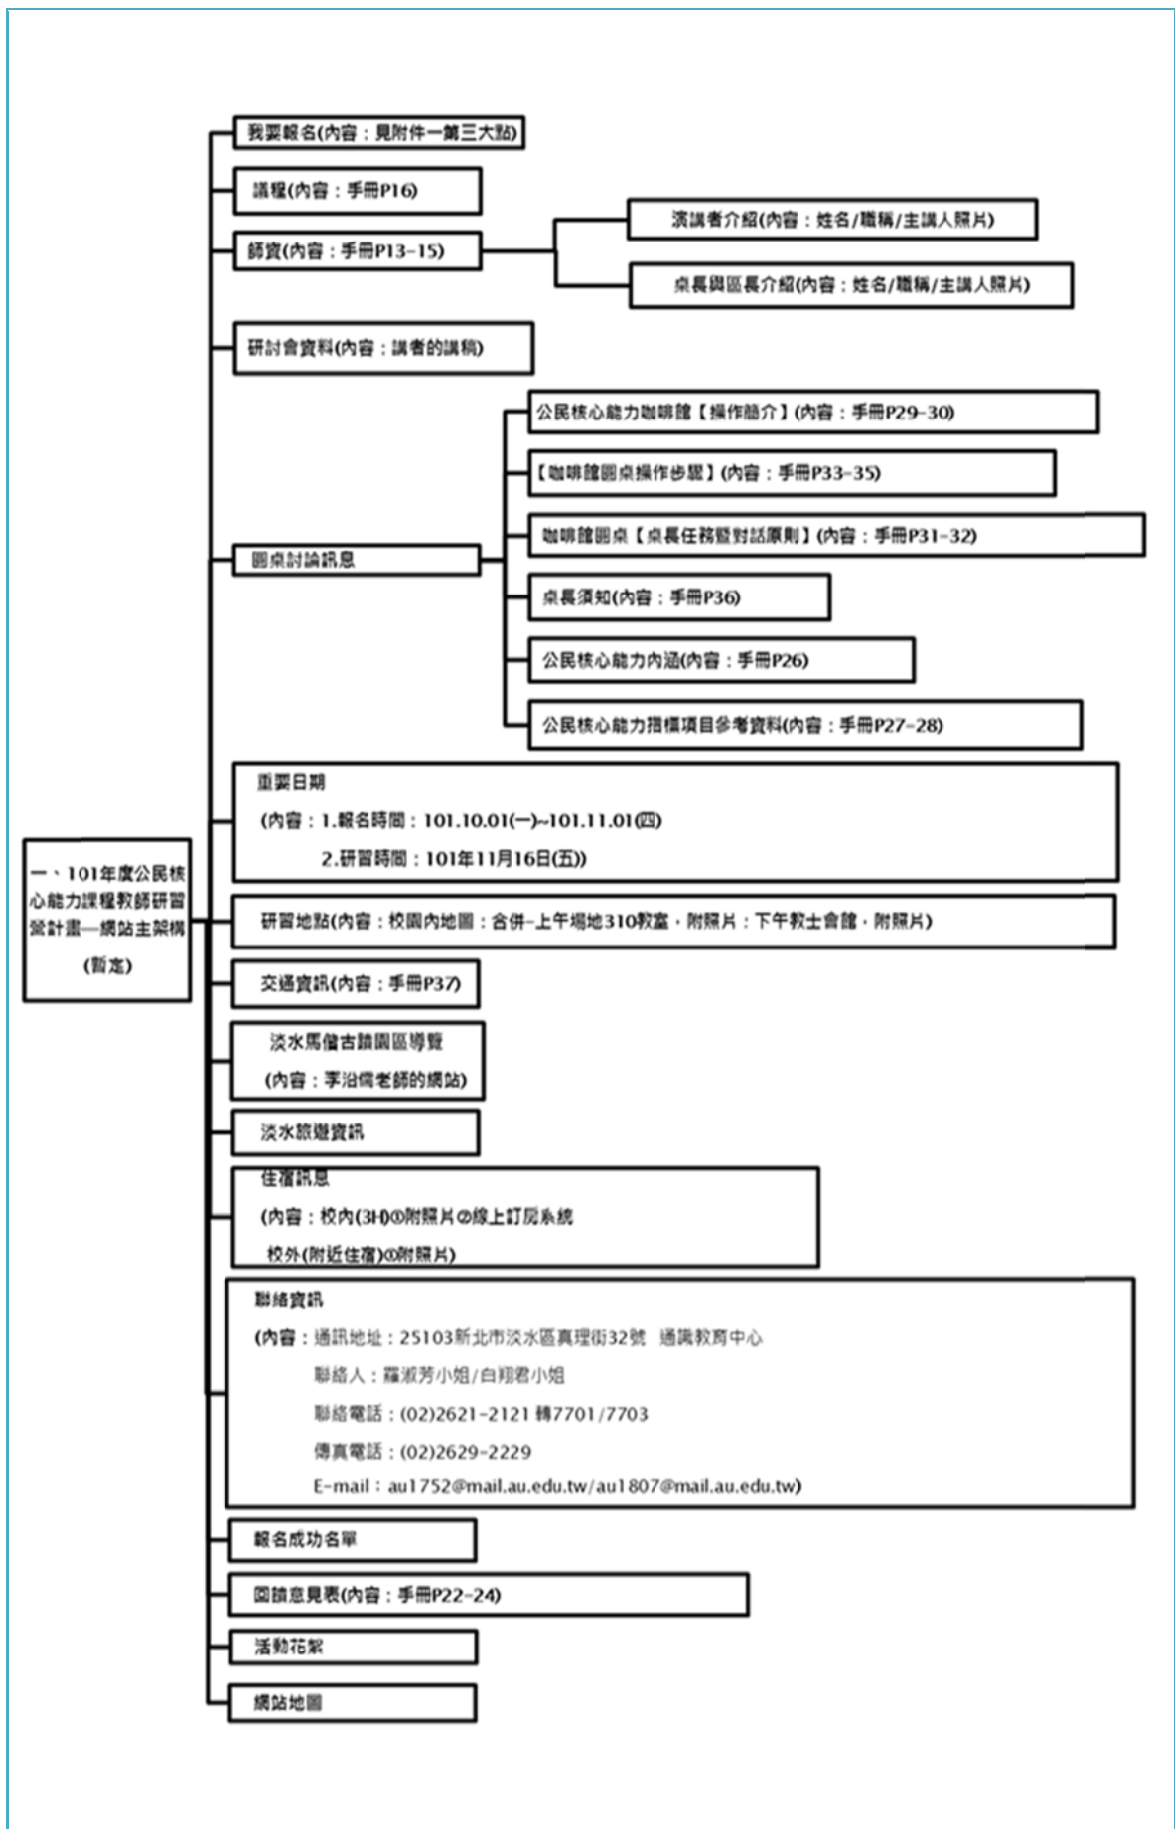 我要報名(內容：見附件一第三大點)
議程(內容：手冊P16)
師資(內容：手冊P13-15)
演講者介紹(內容：姓名/職稱/主講人照片)
桌長與區長介紹(內容：姓名/職稱/主講人照片)
研討會資料(內容：講者的講稿)
圓桌討論訊息
公民核心能力咖啡館【操作簡介】(內容：手冊P29-30)
【咖啡館圓桌操作步驟】(內容：手冊P33-35)
咖啡館圓桌【桌長任務暨對話原則】(內容：手冊P31-32)
桌長須知(內容：手冊P36)
公民核心能力內涵(內容：手冊P26)
公民核心能力指標項目參考資料(內容：手冊P27-28)
重要日期
(內容：1.報名時間：101.10.01(一)~101.11.01(四)
2.研習時間：101年11月16日(五))
一、101年度公民核
心能力課程教師研習
營計畫—網站主架構
(暫定)
研習地點(內容：校園內地圖：合併-上午場地310教室，附照片；下午教士會館，附照片)
交通資訊(內容：手冊P37)
淡水馬偕古蹟園區導覽
(內容：李沿儒老師的網站)
淡水旅遊資訊
住宿訊息
(內容：校內(3H)①附照片②線上訂房系統
校外(附近住宿)①附照片)
聯絡資訊
(內容：通訊地址：25103新北市淡水區真理街32號 通識教育中心
聯絡人：羅淑芳小姐/白翔君小姐
聯絡電話：(02)2621-2121 轉7701/7703
傳真電話：(02)2629-2229
E-mail：au1752@mail.au.edu.tw/au1807@mail.au.edu.tw)
報名成功名單
回饋意見表(內容：手冊P22-24)
活動花絮
網站地圖